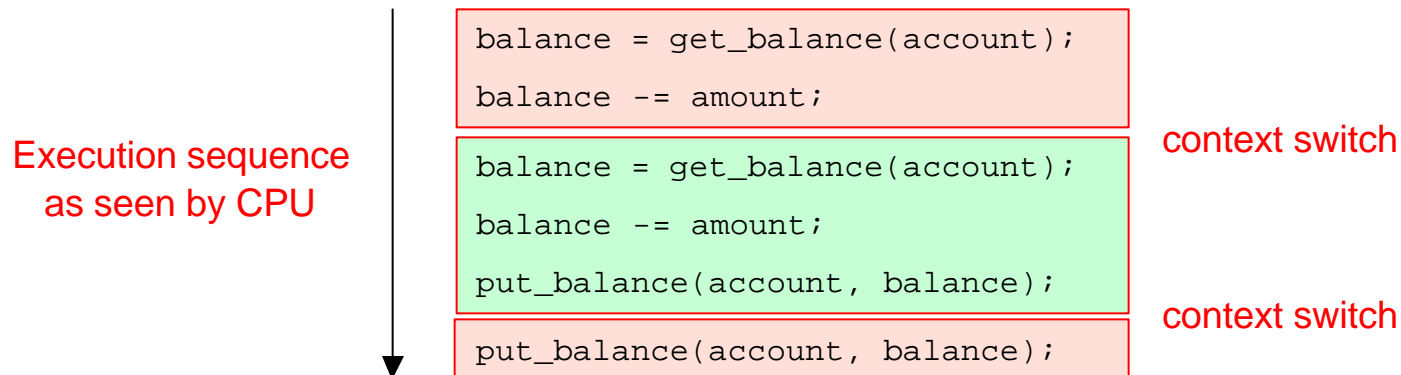 balance = get_balance(account);
balance -= amount;
context switch
Execution sequence
as seen by CPU
balance = get_balance(account);
balance -= amount;
put_balance(account, balance);
context switch
put_balance(account, balance);